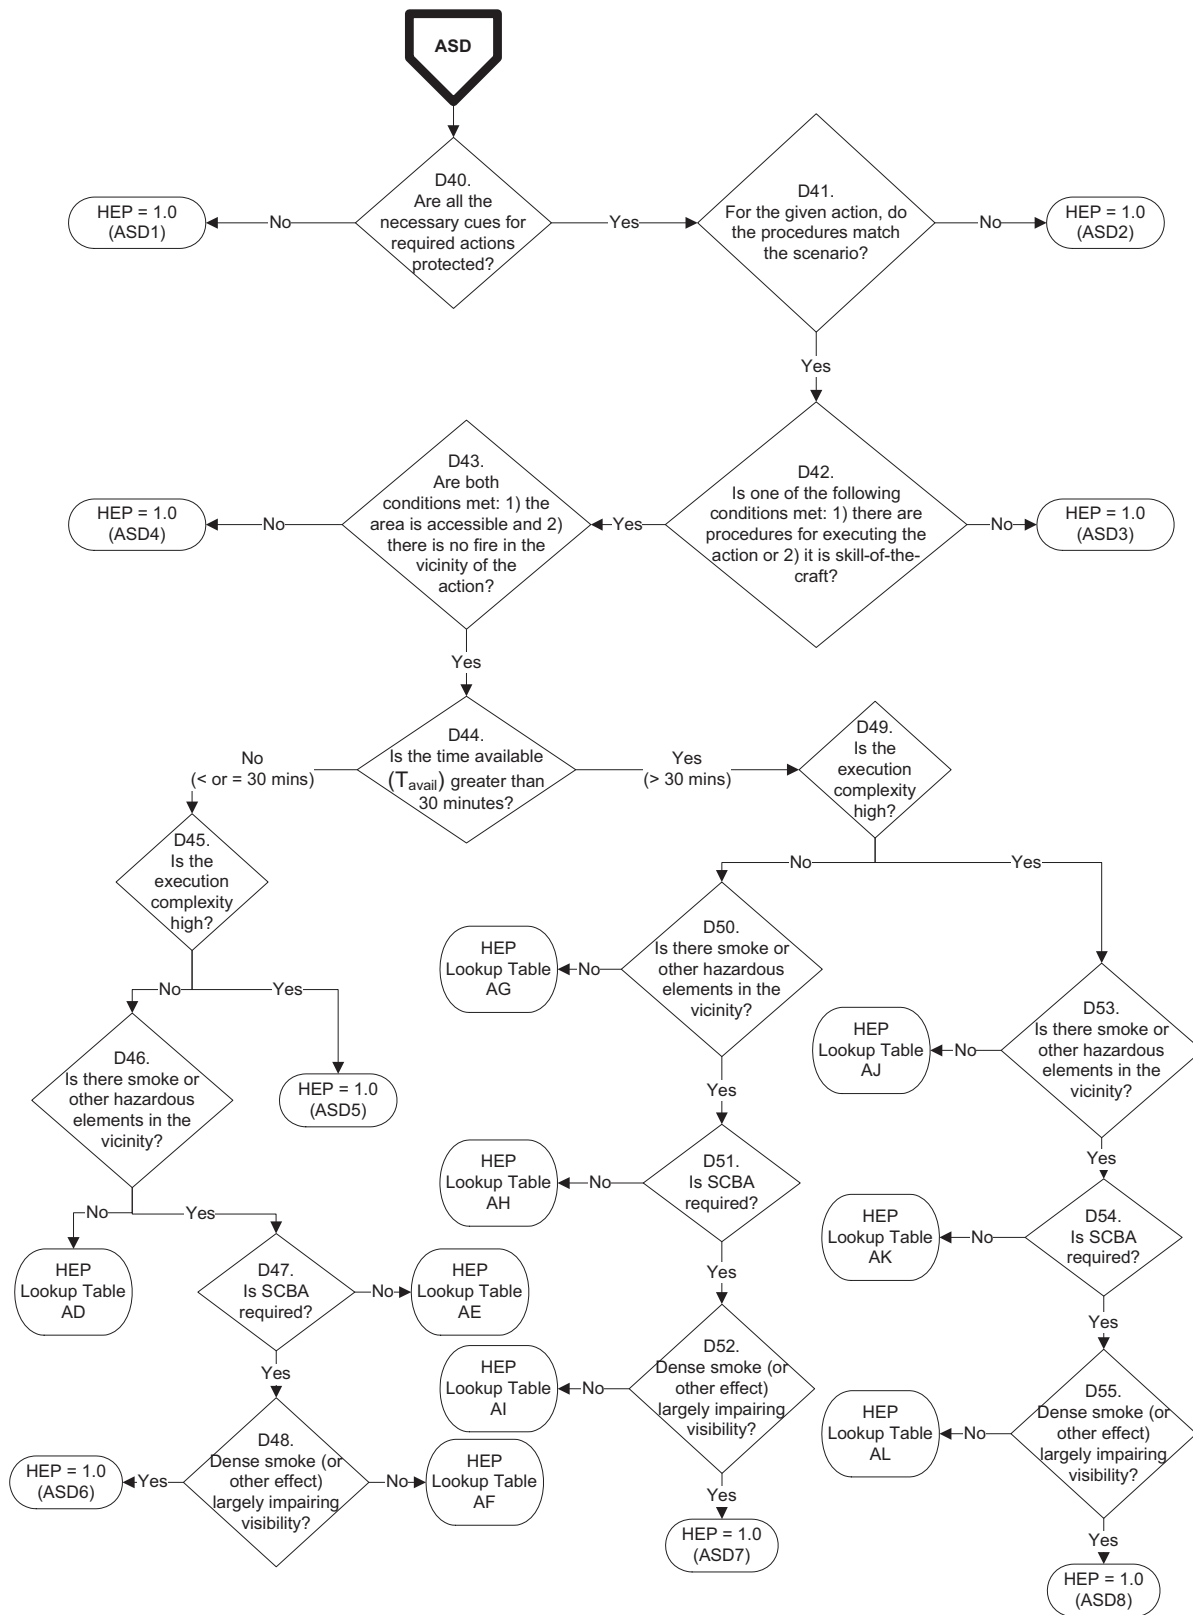 ASD
D40.
Are all the
necessary cues for
required actions
protected?
No
HEP = 1.0
(ASD1)
Yes
D41.
For the given action, do
the procedures match
the scenario?
No
HEP = 1.0
(ASD2)
Yes
D42.
Is one of the following
conditions met: 1) there are
procedures for executing the
action or 2) it is skill-of-the-
craft?
No
HEP = 1.0
(ASD3)
Yes
D43.
Are both
conditions met: 1) the
area is accessible and 2)
there is no fire in the
vicinity of the
action?
No
HEP = 1.0
(ASD4)
Yes
D44.
Is the time available
(Tavail) greater than
30 minutes?
No
(< or = 30 mins)
Yes
(> 30 mins)
D45.
Is the
execution
complexity
high?
No
Yes
HEP = 1.0
(ASD5)
D46.
Is there smoke or
other hazardous
elements in the
vicinity?
No
HEP
Lookup Table
AD
Yes
D47.
Is SCBA
required?
No
HEP
Lookup Table
AE
Yes
D48.
Dense smoke (or
other effect)
largely impairing
visibility?
Yes
HEP = 1.0
(ASD6)
No
HEP
Lookup Table
AF
D49.
Is the
execution
complexity
high?
No
Yes
D50.
Is there smoke or
other hazardous
elements in the
vicinity?
No
HEP
Lookup Table
AG
Yes
D51.
Is SCBA
required?
No
HEP
Lookup Table
AH
Yes
D52.
Dense smoke (or
other effect)
largely impairing
visibility?
No
HEP
Lookup Table
AI
Yes
HEP = 1.0
(ASD7)
D53.
Is there smoke or
other hazardous
elements in the
vicinity?
No
HEP
Lookup Table
AJ
Yes
D54.
Is SCBA
required?
No
HEP
Lookup Table
AK
Yes
D55.
Dense smoke (or
other effect)
largely impairing
visibility?
No
HEP
Lookup Table
AL
Yes
HEP = 1.0
(ASD8)